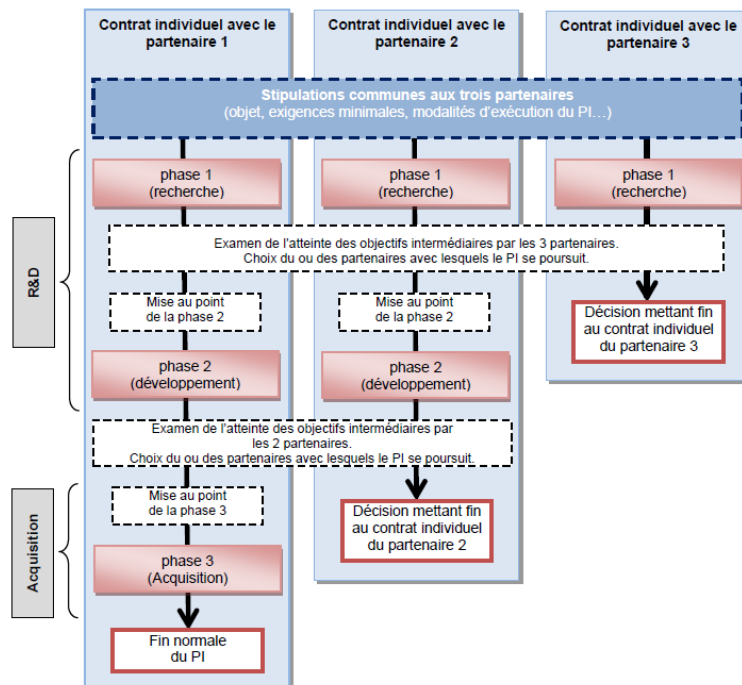 Contrat individuel avec le
partenaire 1
Contrat individuel avec le
partenaire 2
Contrat individuel avec le
partenaire 3
Stipulations communes aux trois partenaires
(objet, exigences minimales, modalités d'exécution du PI…)
R&D
phase 1
(recherche)
phase 1
(recherche)
phase 1
(recherche)
Examen de l'atteinte des objectifs intermédiaires par les 3 partenaires.
Choix du ou des partenaires avec lesquels le PI se poursuit.
Mise au point
de la phase 2
Mise au point
de la phase 2
Décision mettant fin
au contrat individuel
du partenaire 3
phase 2
(développement)
phase 2
(développement)
Examen de l'atteinte des objectifs intermédiaires par
les 2 partenaires.
Choix du ou des partenaires avec lesquels le PI se poursuit.
Acquisition
Mise au point
de la phase 3
Décision mettant fin
au contrat individuel
du partenaire 2
phase 3
(Acquisition)
Fin normale
du PI